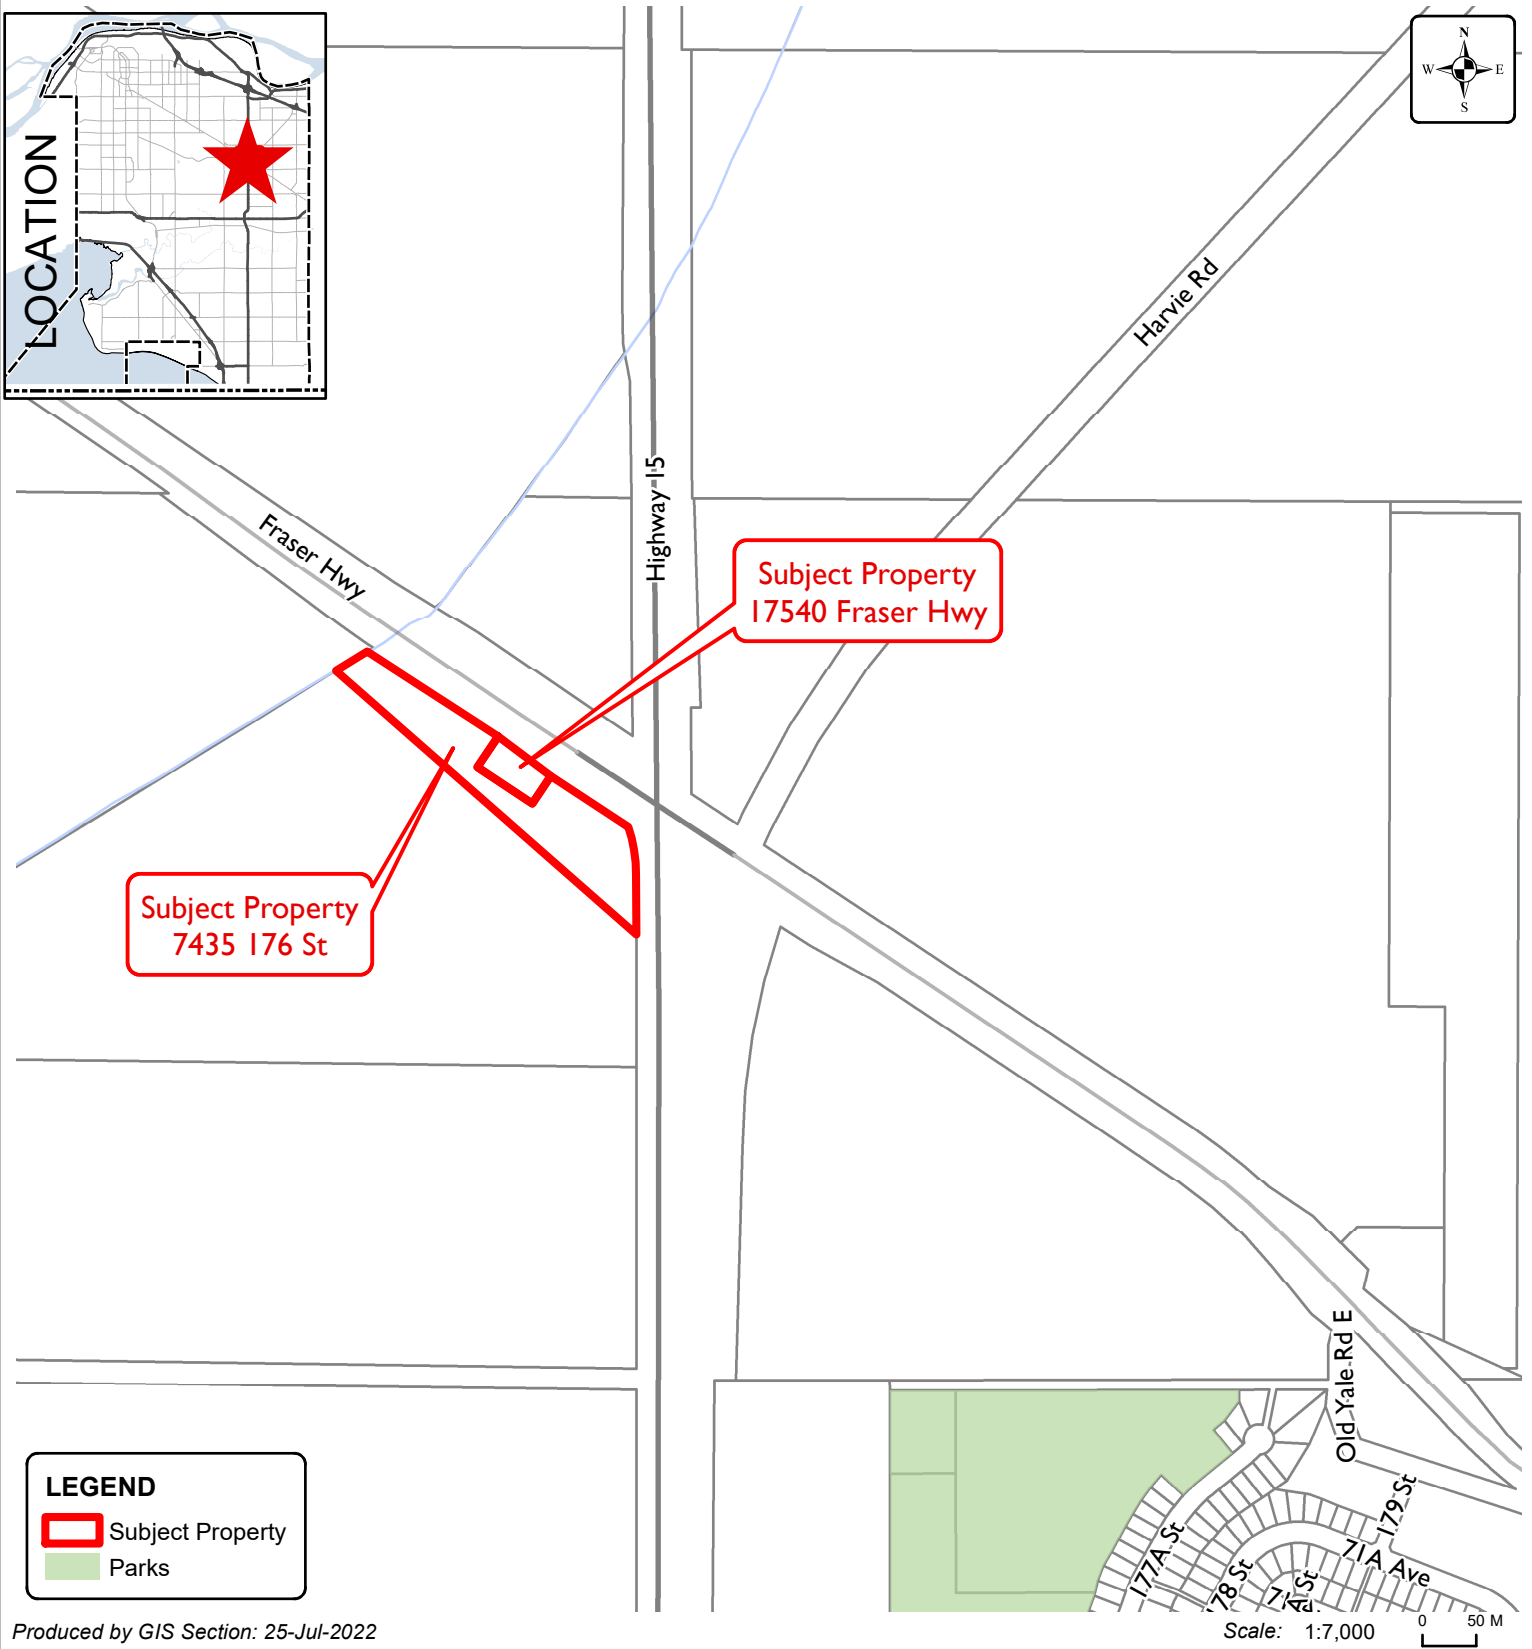 LOCATION
N
W E
S
Harvie Rd
Fraser Hwy
Highway 15
Subject Property
17540 Fraser Hwy
Subject Property
7435 176 St
Old Yale Rd E
LEGEND
Subject Property
Parks
177A St
178 St
179 St
71A Ave
Produced by GIS Section: 25-Jul-2022
Scale: 1:7,000
0 50 M